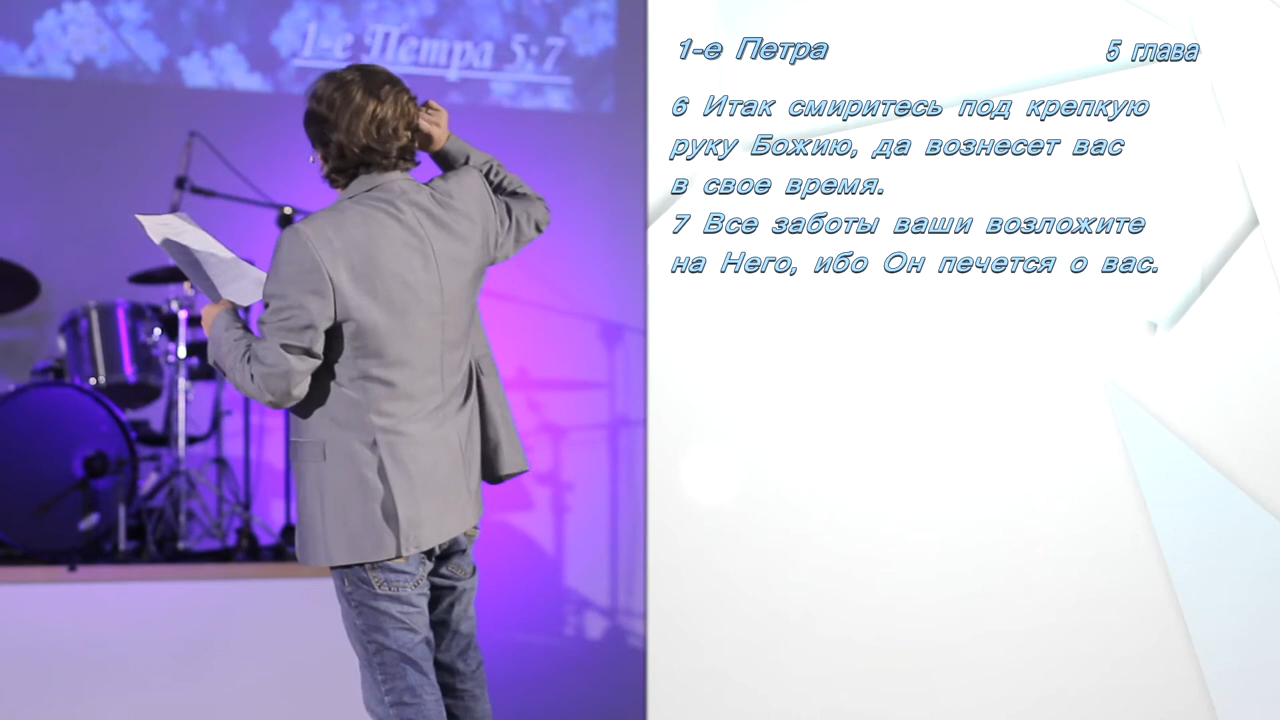 1-е Петра 5:7
1-е Петра 5 глава
6 Итак смиритесь под крепкую
руку Божию, да вознесет вас
в свое время.
7 Все заботы ваши возложите
на Него, ибо Он печется о вас.